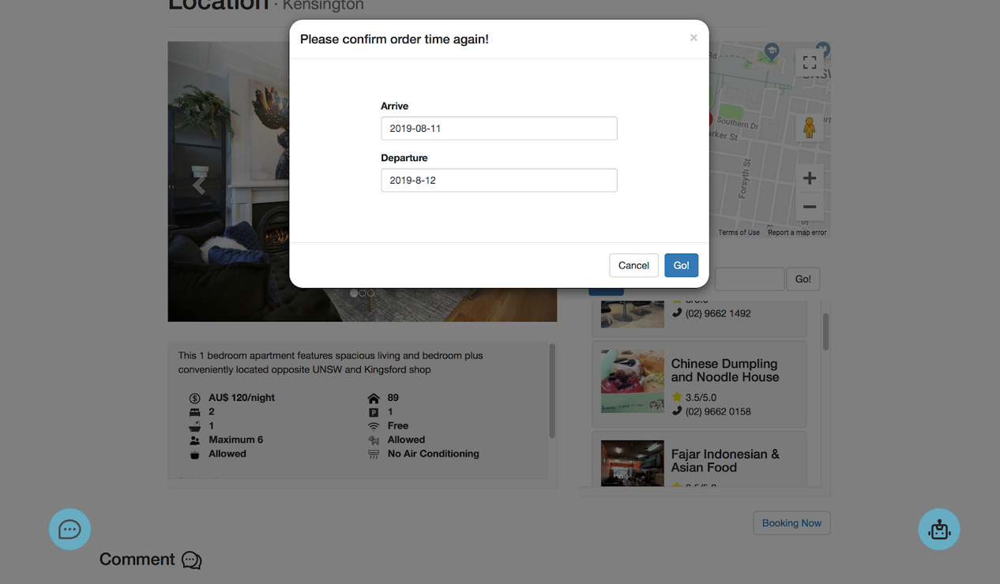 Location · Kensington
Please confirm order time again!
×
Arrive
2019-08-11
Departure
2019-8-12
Cancel
Go!
Rd
UNSW
Southern Dr
arker St
Forsyth St
Terms of Use
Report a map error
Go!
(02) 9662 1492
Chinese Dumpling
and Noodle House
3.5/5.0
(02) 9662 0158
Fajar Indonesian &
Asian Food
This 1 bedroom apartment features spacious living and bedroom plus
conveniently located opposite UNSW and Kingsford shop
AU$ 120/night
89
2
1
1
Free
Maximum 6
Allowed
Allowed
No Air Conditioning
Booking Now
Comment